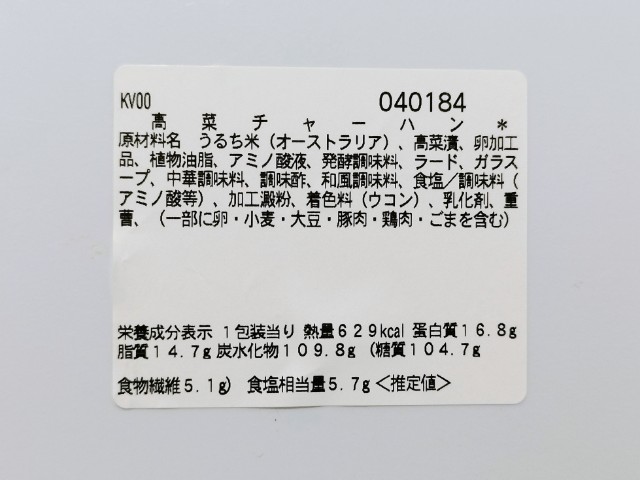 KV00 040184
高菜チャーハン＊
原材料名 うるち米（オーストラリア）、高菜漬、卵加工
品、植物油脂、アミノ酸液、発酵調味料、ラード、ガラス
ープ、中華調味料、調味酢、和風調味料、食塩／調味料（
アミノ酸等）、加工澱粉、着色料（ウコン）、乳化剤、重
曹、（一部に卵・小麦・大豆・豚肉・鶏肉・ごまを含む）
栄養成分表示 １包装当り 熱量６２９kcal 蛋白質１６.８g
脂質１４.７g 炭水化物１０９.８g（糖質１０４.７g
食物繊維５.１g） 食塩相当量５.７g＜推定値＞